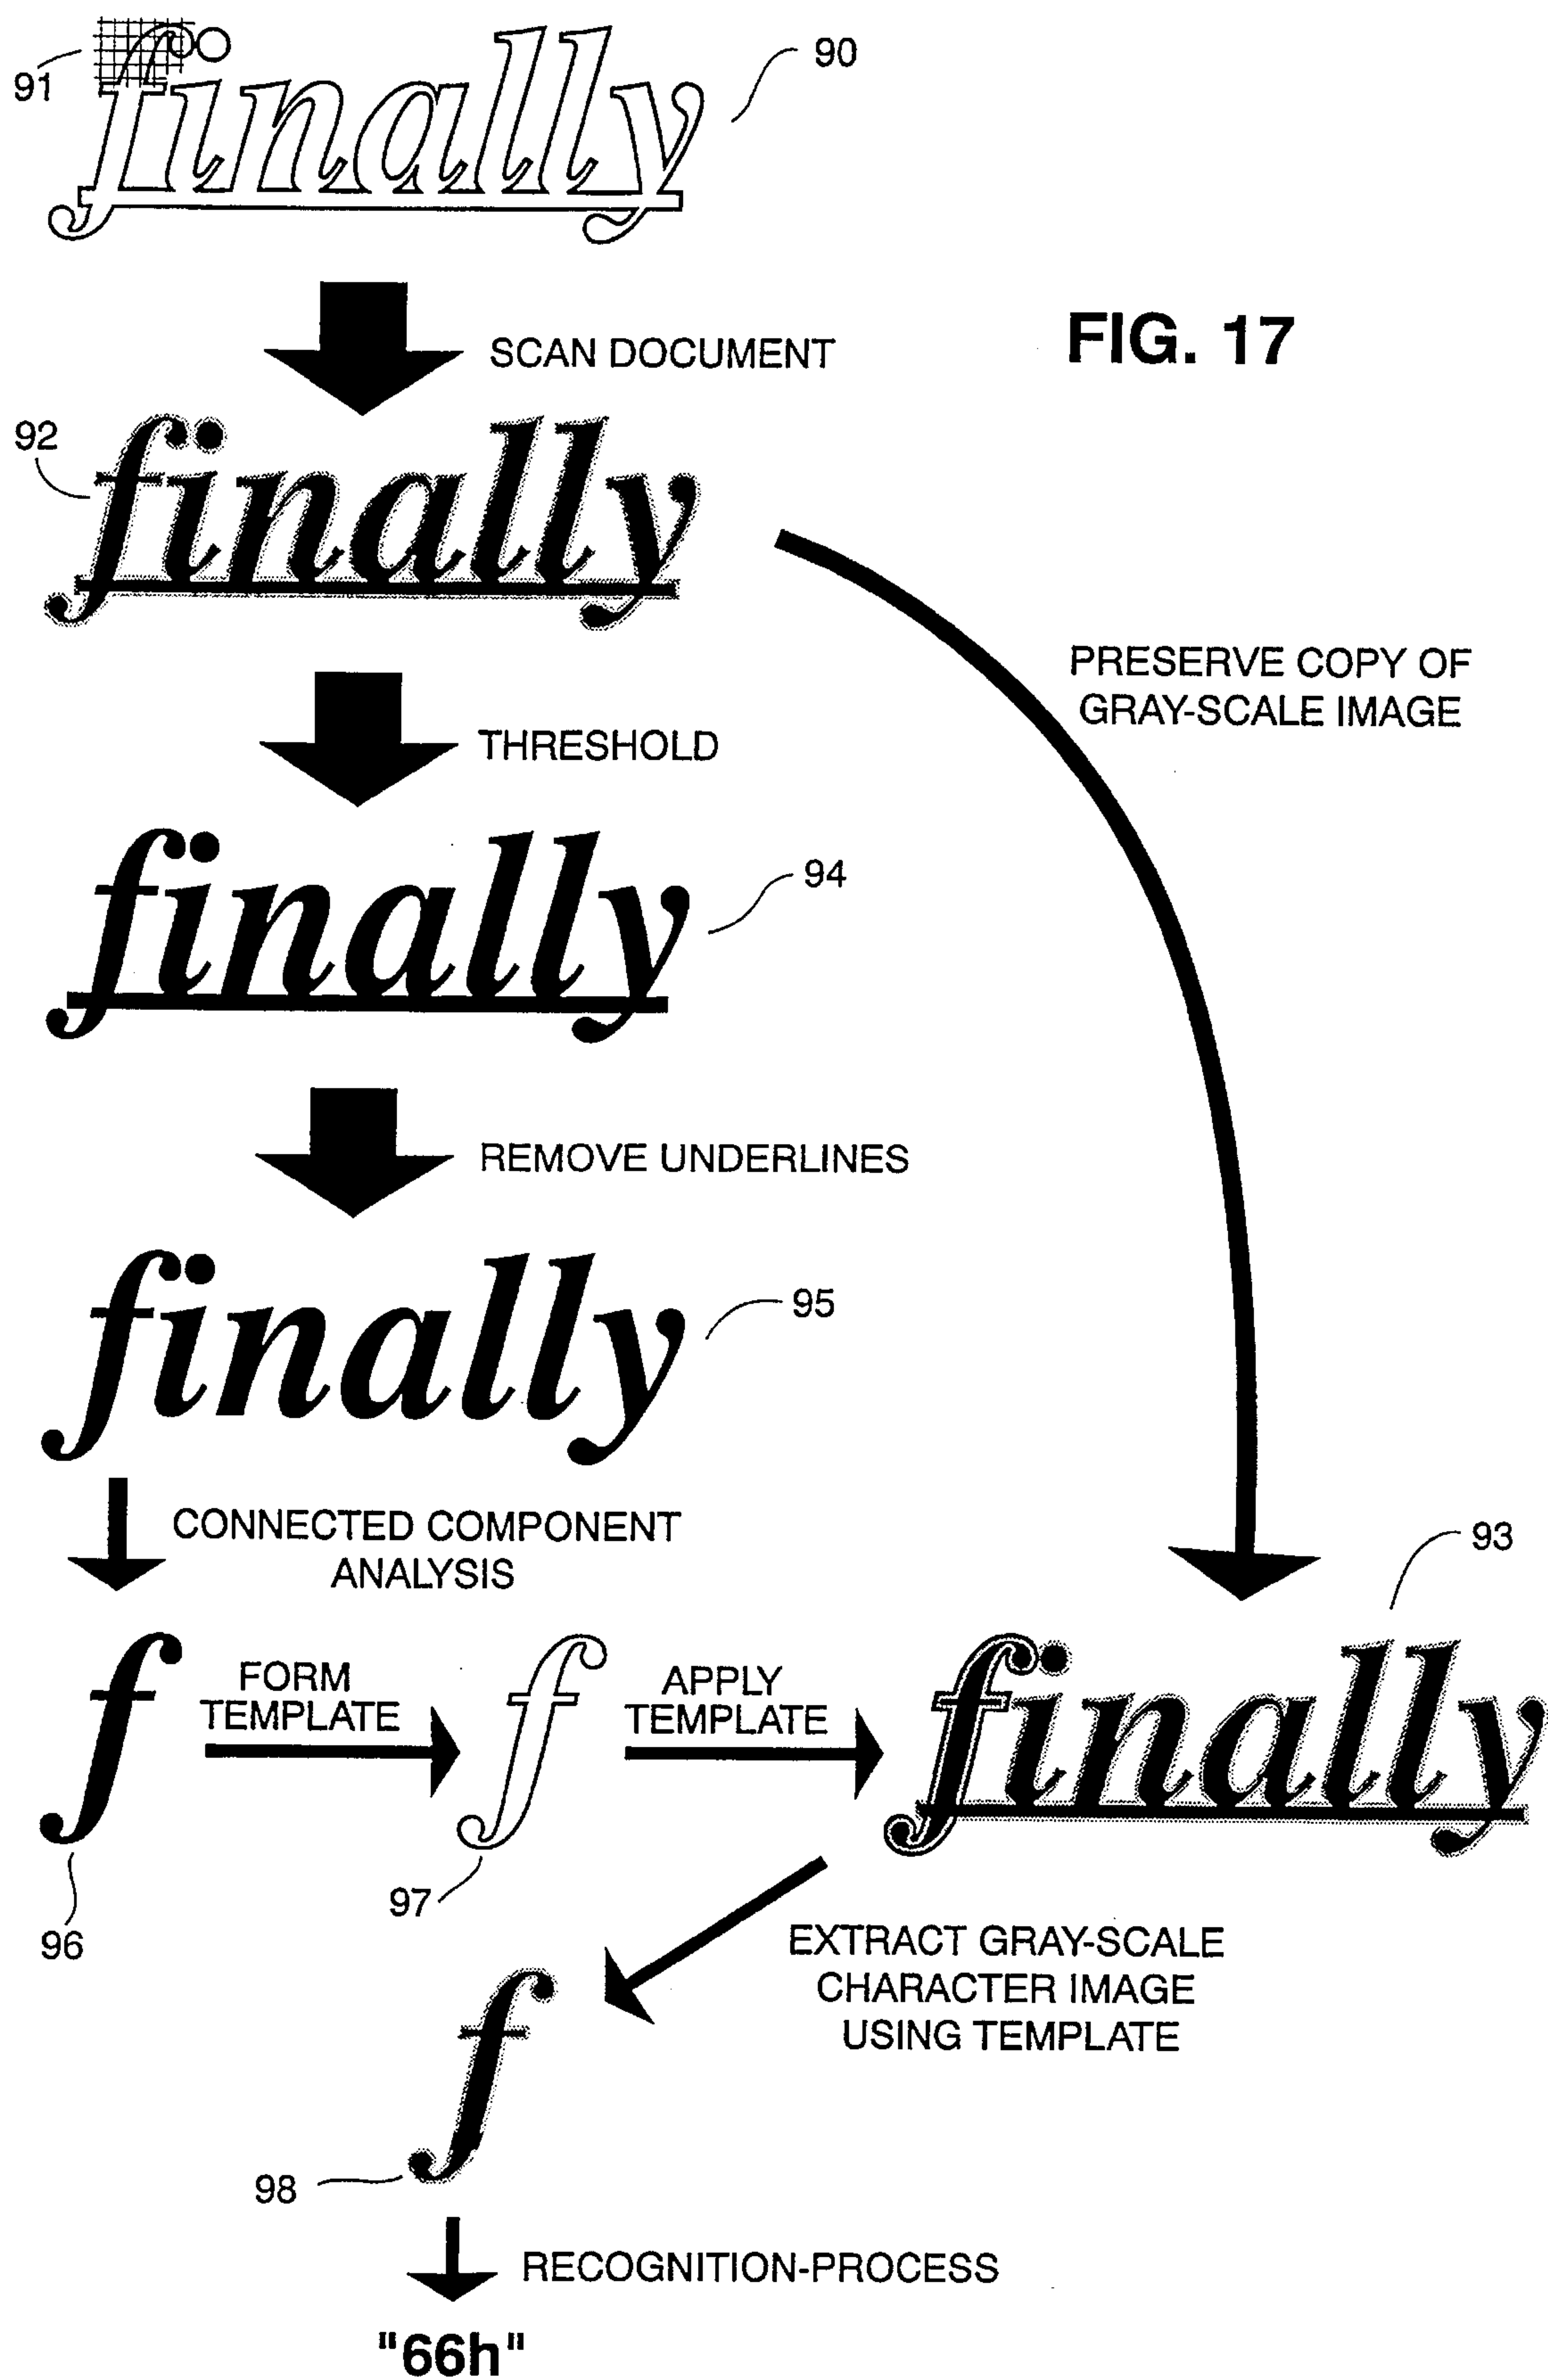 91
finally
90
SCAN DOCUMENT
FIG. 17
92
finally
PRESERVE COPY OF
GRAY-SCALE IMAGE
THRESHOLD
finally
94
REMOVE UNDERLINES
finally
95
CONNECTED COMPONENT
ANALYSIS
93
f
FORM
TEMPLATE
f
APPLY
TEMPLATE
finally
96
97
EXTRACT GRAY-SCALE
CHARACTER IMAGE
USING TEMPLATE
f
98
RECOGNITION-PROCESS
"66h"